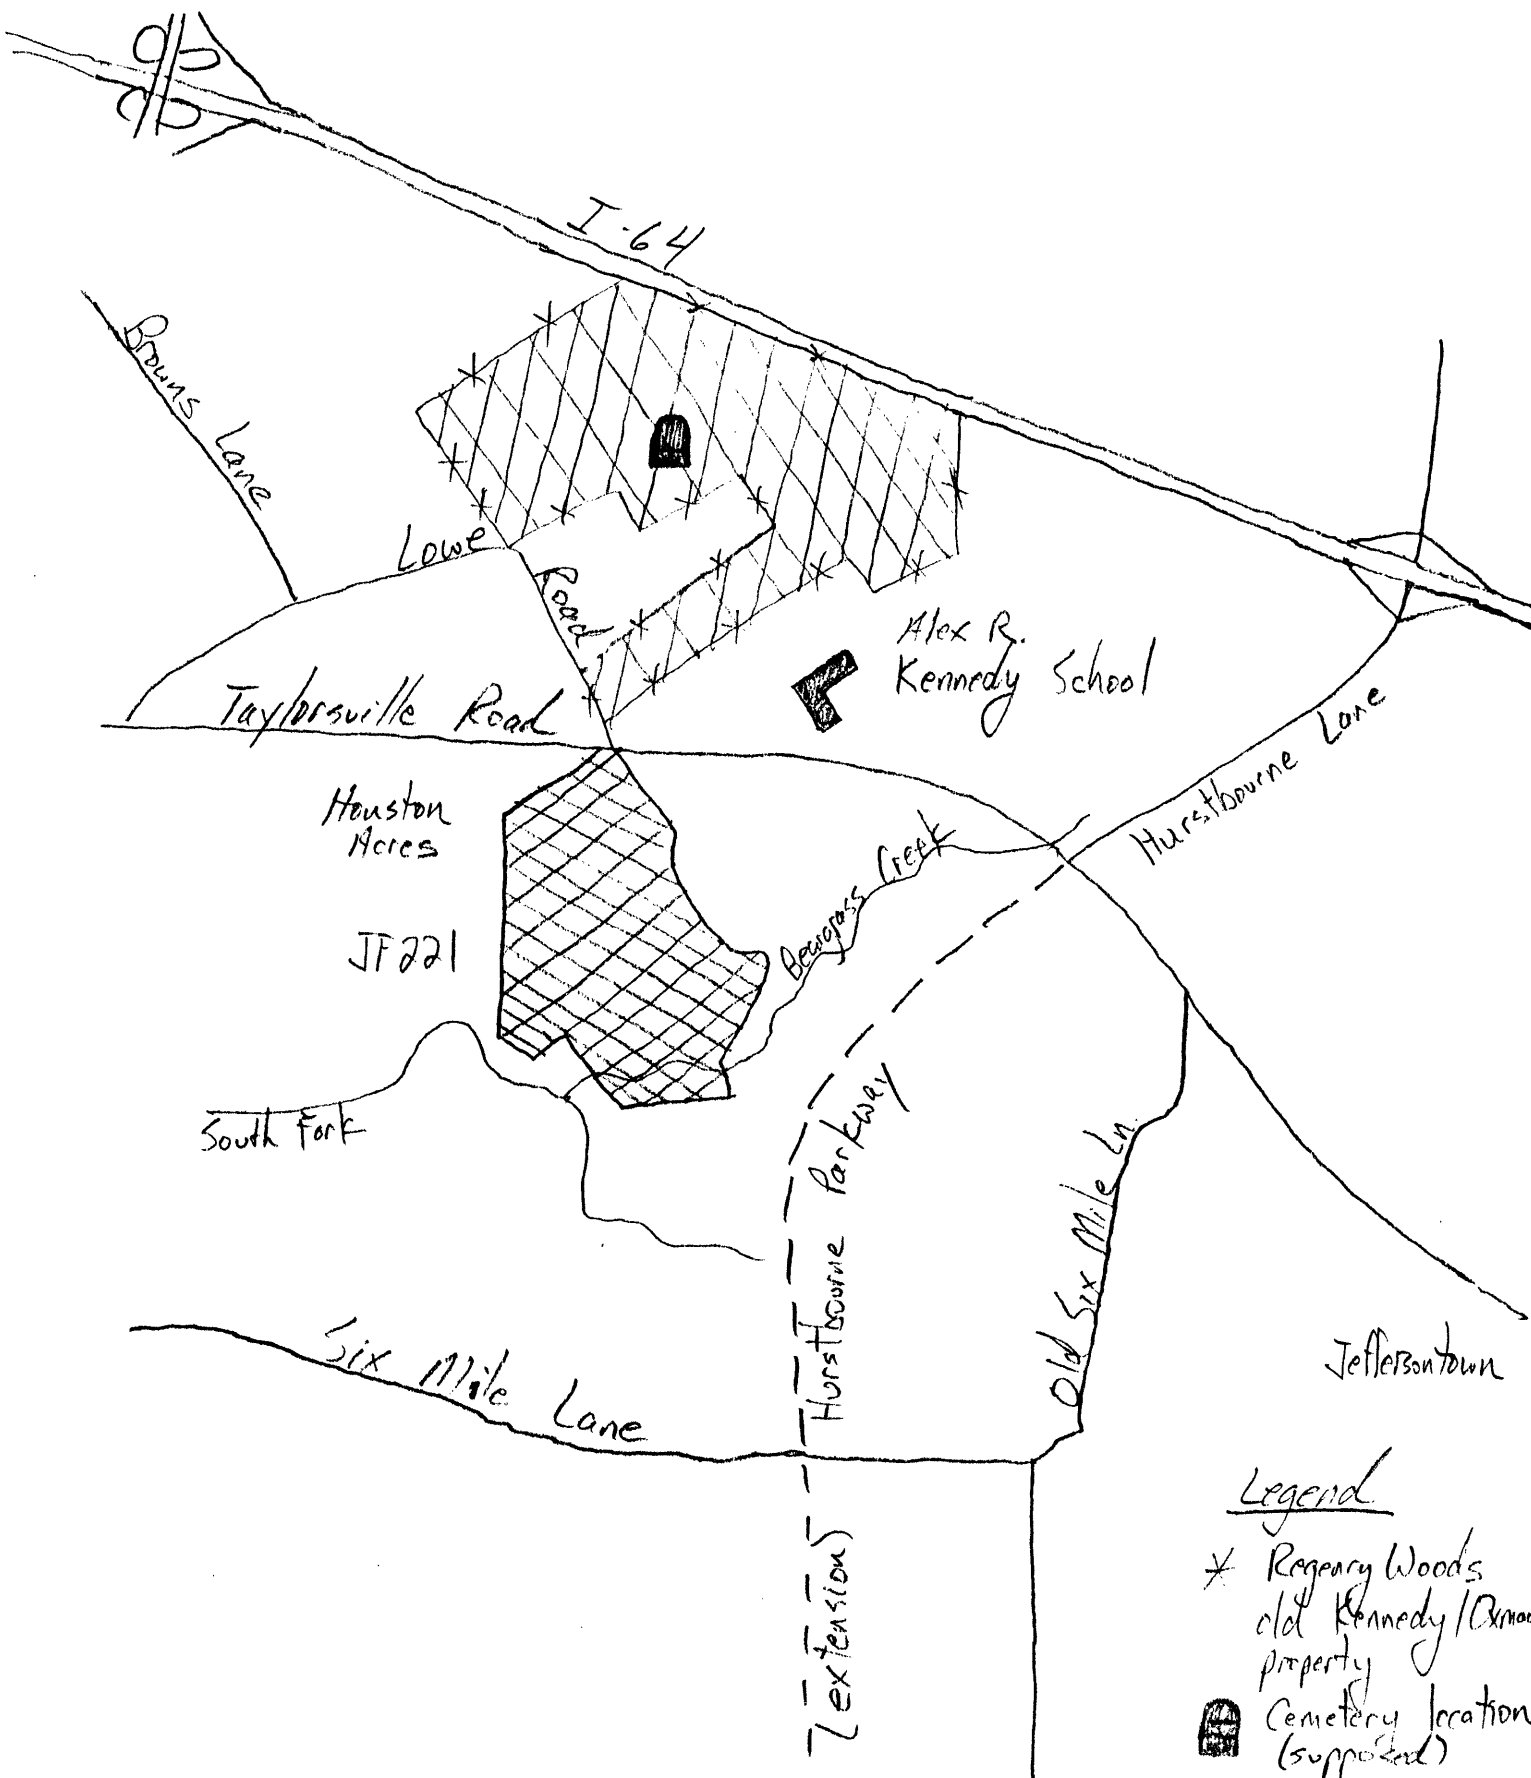 I-64
Browns Lane
Lowe
Road
Alex R.
Kennedy School
Taylorsville Road
Hurstbourne Lane
Houston
Acres
Beargrass Creek
JF221
South Fork
Hurstbourne Parkway
Old Six Mile Ln.
Six Mile Lane
Jeffersontown
(extension)
Legend
Regency Woods
old Kennedy/
property
Cemetery location
(supposed)